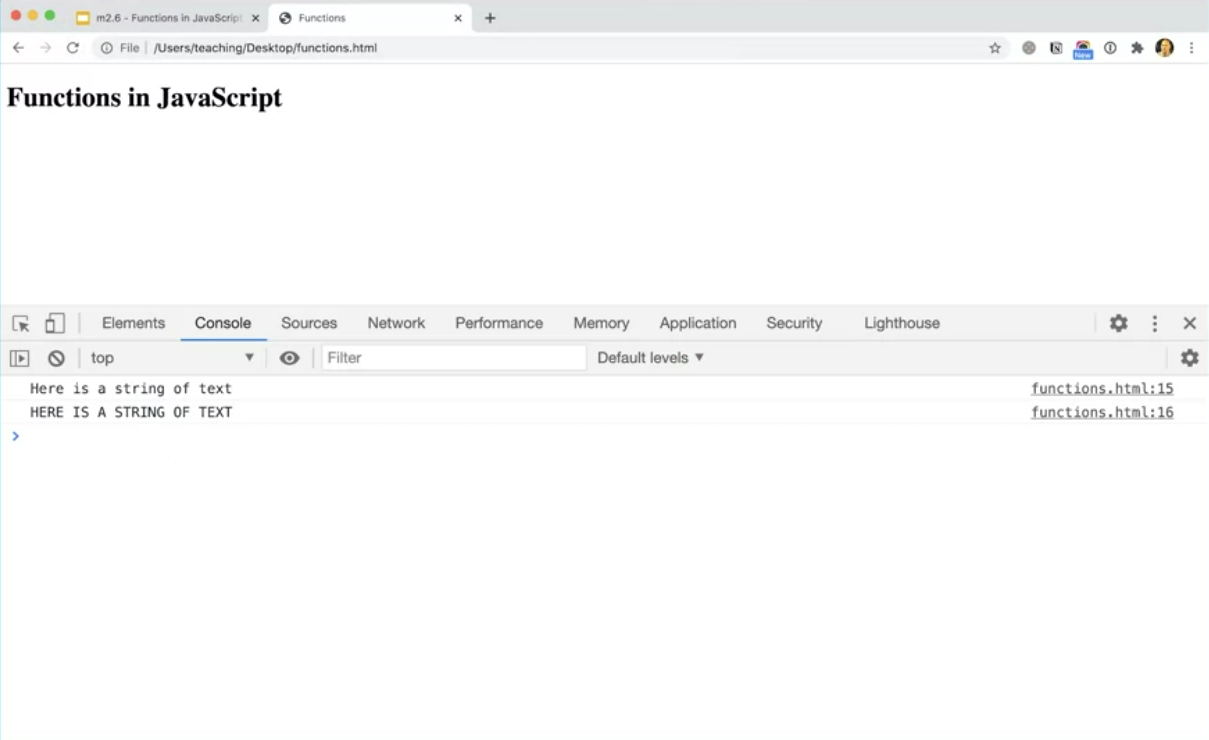 m2.6 - Functions in JavaScript
Functions
File /Users/teaching/Desktop/functions.html
New
Functions in JavaScript
Elements Console Sources Network Performance Memory Application Security Lighthouse
top Filter Default levels
Here is a string of text functions.html:15
HERE IS A STRING OF TEXT functions.html:16